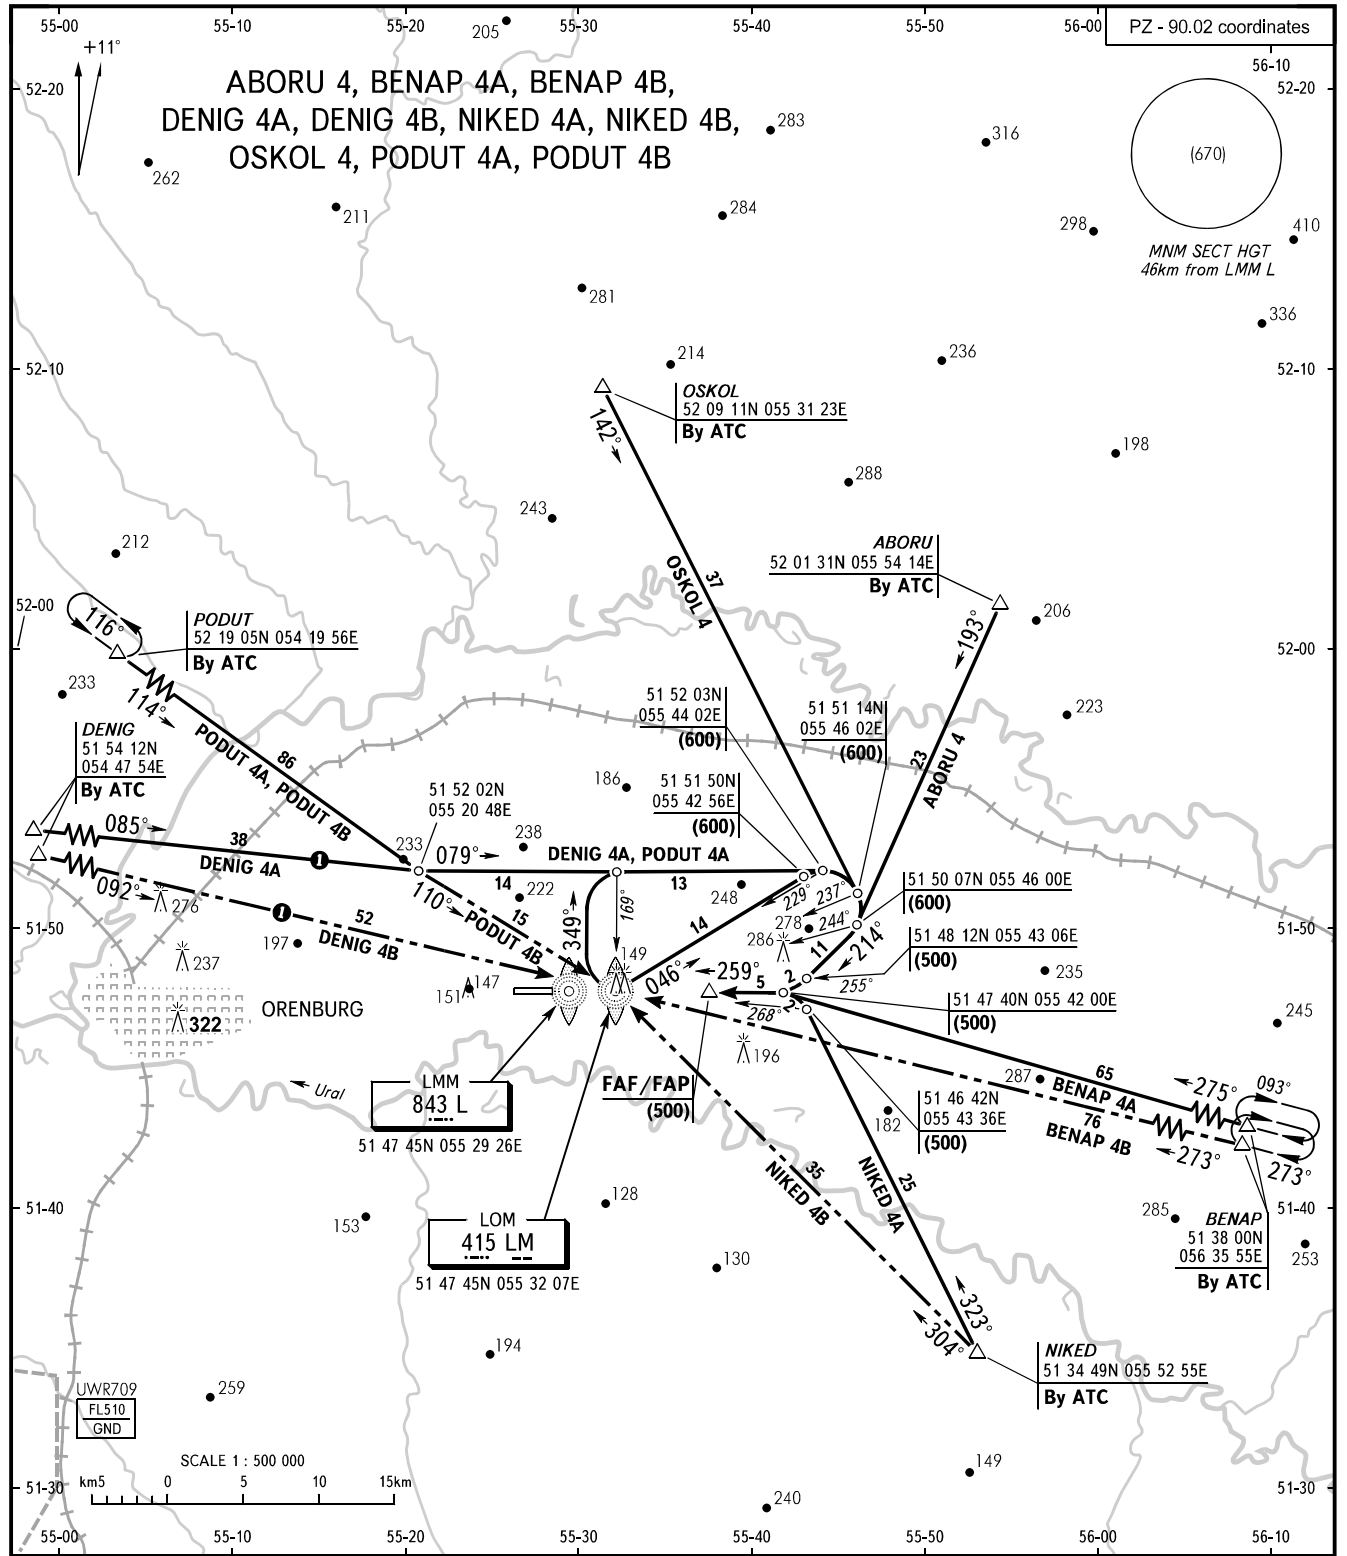 55-00
55-10
205
55-30
55-40
55-50
56-00
PZ - 90.02 coordinates
+11°
56-10
52-20
52-20
ABORU 4, BENAP 4A, BENAP 4B,
DENIG 4A, DENIG 4B, NIKED 4A, NIKED 4B,
OSKOL 4, PODUT 4A, PODUT 4B
283
316
262
(670)
211
284
298
410
MNM SECT HGT
46km from LMM L
281
336
214
236
52-10
52-10
OSKOL
52 09 11N 055 31 23E
By ATC
142°
198
288
243
212
ABORU
52 01 31N 055 54 14E
By ATC
OSKOL 4
37
52-00
116°
PODUT
52 19 05N 054 19 56E
By ATC
206
193°
52-00
233
114°
223
DENIG
51 54 12N
054 47 54E
By ATC
PODUT 4A, PODUT 4B
86
51 52 03N
055 44 02E
(600)
51 51 14N
055 46 02E
(600)
23
ABORU 4
186
51 51 50N
055 42 56E
(600)
51 52 02N
055 20 48E
085°
38
DENIG 4A
1
233
238
079°
DENIG 4A, PODUT 4A
14
13
092°
276
1
52
DENIG 4B
222
110°
15
PODUT 4B
349°
169°
248
229°
237°
51 50 07N 055 46 00E
(600)
278
244°
286
14
51-50
51-50
197
237
11
214°
51 48 12N 055 43 06E
(500)
149
046°
259°
5
2
255°
235
147
151
322
ORENBURG
2
268°
51 47 40N 055 42 00E
(500)
245
196
LMM
843 L
51 47 45N 055 29 26E
Ural
FAF/FAP
(500)
51 46 42N
055 43 36E
(500)
182
287
65
BENAP 4A
275°
093°
76
BENAP 4B
273°
273°
35
NIKED 4B
25
NIKED 4A
128
153
LOM
415 LM
51 47 45N 055 32 07E
51-40
51-40
285
BENAP
51 38 00N
056 35 55E
By ATC
253
130
323°
304°
194
NIKED
51 34 49N 055 52 55E
By ATC
UWR709
FL510
GND
259
SCALE 1 : 500 000
km5
0
5
10
15km
149
240
51-30
51-30
55-00
55-10
55-20
55-30
55-40
55-50
56-00
56-10